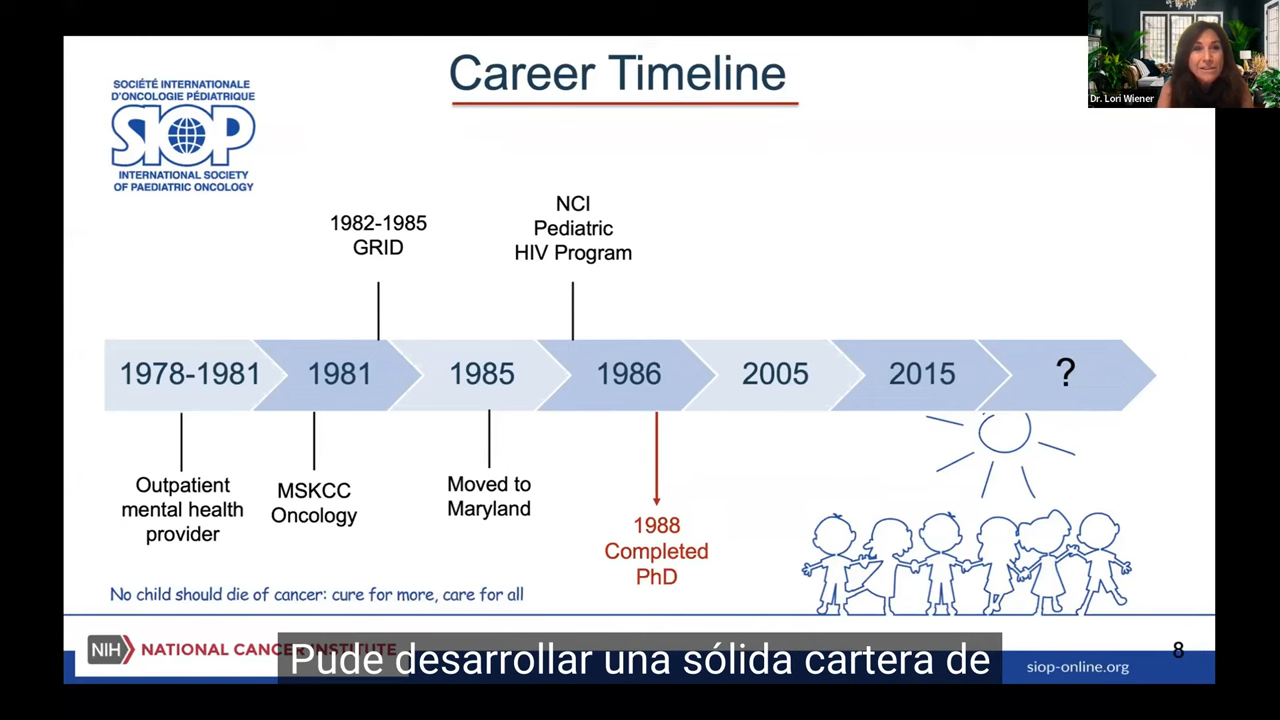 Career Timeline
Dr. Lori Wiener
SOCIÉTÉ INTERNATIONALE
D'ONCOLOGIE PÉDIATRIQUE
SIOP
INTERNATIONAL SOCIETY
OF PAEDIATRIC ONCOLOGY
1982-1985
GRID
NCI
Pediatric
HIV Program
1978-1981
1981
1985
1986
2005
2015
?
Outpatient
mental health
provider
MSKCC
Oncology
Moved to
Maryland
1988
Completed
PhD
No child should die of cancer: cure for more, care for all
NIH NATIONAL CANCER INSTITUTE
8
Pude desarrollar una sólida cartera de
siop-online.org